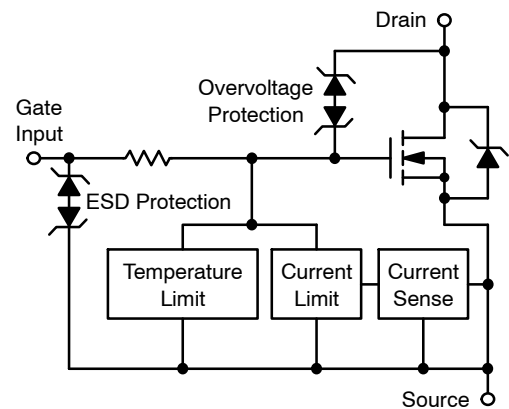 Drain
Overvoltage
Protection
Gate
Input
ESD Protection
Temperature
Limit
Current
Limit
Current
Sense
Source